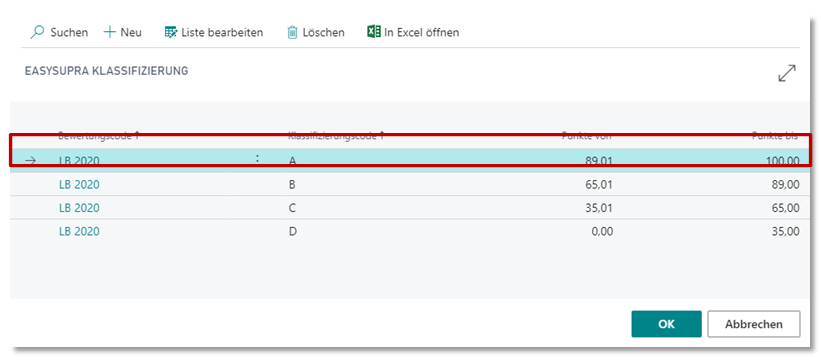 Suchen Neu Liste bearbeiten Löschen In Excel öffnen
EASYSUPRA KLASSIFIZIERUNG
Bewertungscode↑ Klassifizierungscode↑ Punkte von Punkte bis
→ LB 2020 ⋮ A 89,01 100,00
LB 2020 B 65,01 89,00
LB 2020 C 35,01 65,00
LB 2020 D 0,00 35,00
OK Abbrechen